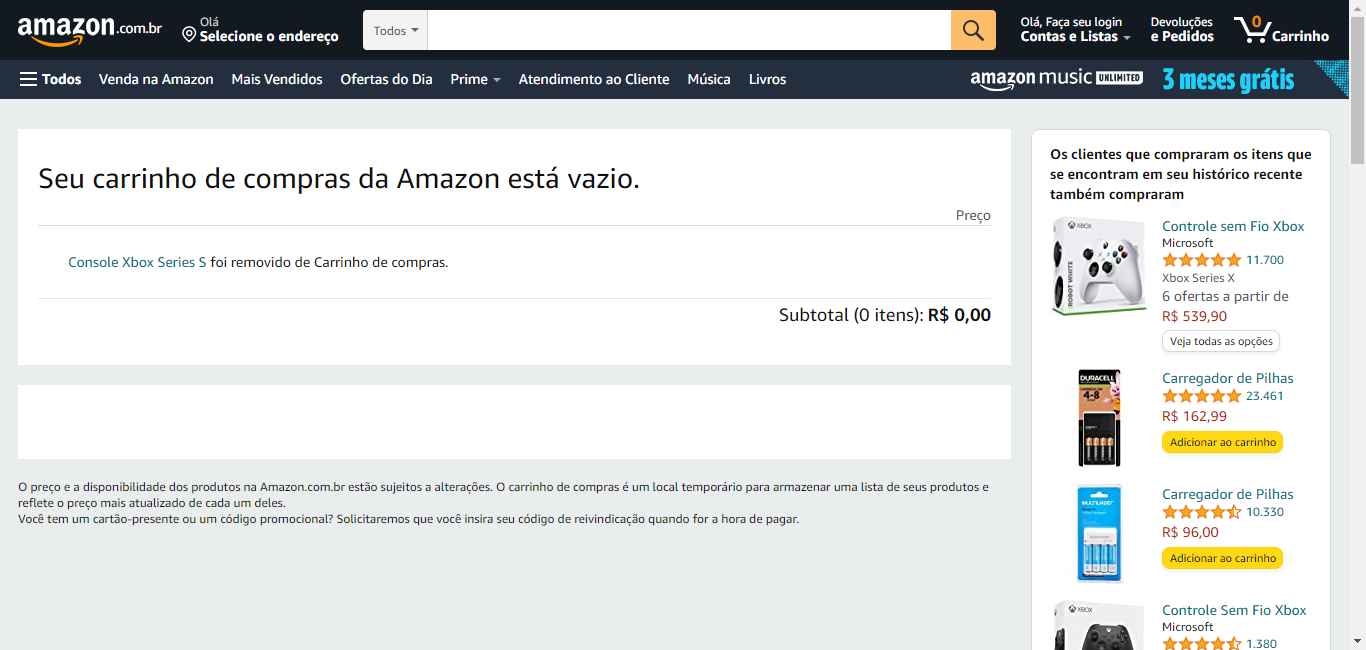 amazon.com.br
Olá
Selecione o endereço
Todos
Olá, Faça seu login
Contas e Listas
Devoluções
e Pedidos
0
Carrinho
Todos
Venda na Amazon
Mais Vendidos
Ofertas do Dia
Prime
Atendimento ao Cliente
Música
Livros
amazon music UNLIMITED
3 meses grátis
Seu carrinho de compras da Amazon está vazio.
Preço
Console Xbox Series S foi removido de Carrinho de compras.
Subtotal (0 itens): R$ 0,00
O preço e a disponibilidade dos produtos na Amazon.com.br estão sujeitos a alterações. O carrinho de compras é um local temporário para armazenar uma lista de seus produtos e
reflete o preço mais atualizado de cada um deles.
Você tem um cartão-presente ou um código promocional? Solicitaremos que você insira seu código de reivindicação quando for a hora de pagar.
Os clientes que compraram os itens que
se encontram em seu histórico recente
também compraram
XBOX
ROBOT WHITE
Controle sem Fio Xbox
Microsoft
11.700
Xbox Series X
6 ofertas a partir de
R$ 539,90
Veja todas as opções
DURACELL
4-8
Carregador de Pilhas
23.461
R$ 162,99
Adicionar ao carrinho
MULTILASER
Carregador de Pilhas
10.330
R$ 96,00
Adicionar ao carrinho
XBOX
Controle Sem Fio Xbox
Microsoft
1.380